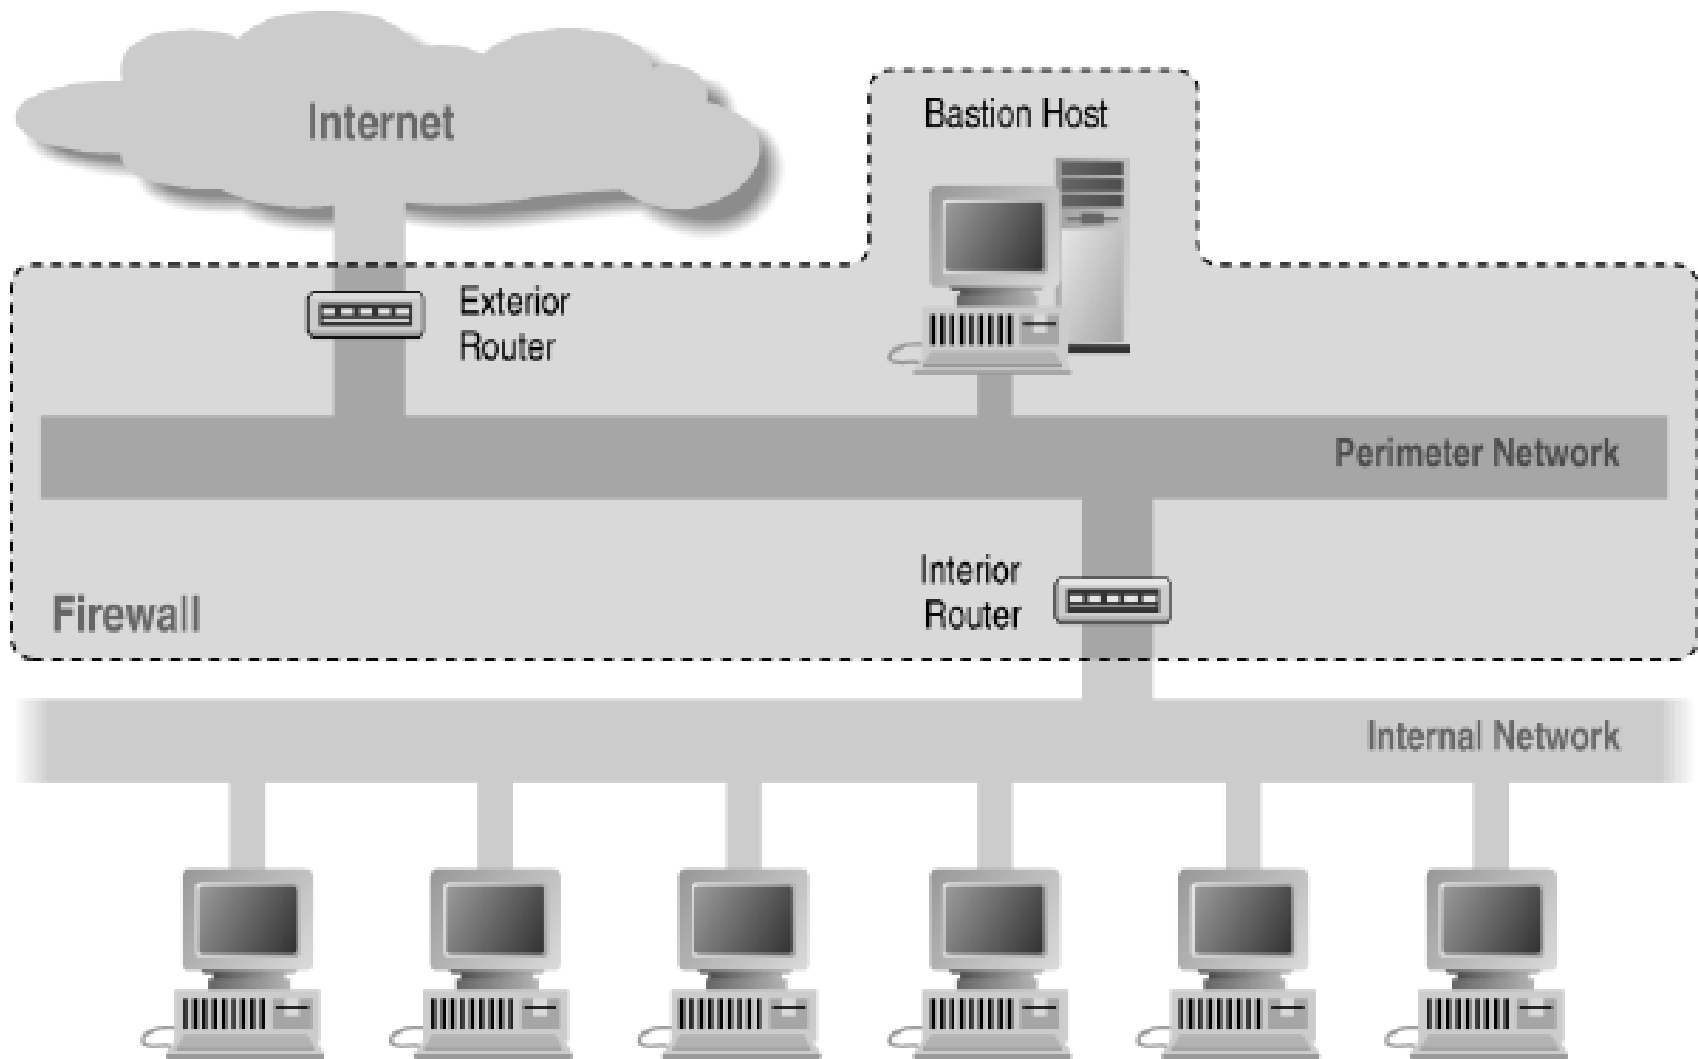 Internet
Bastion Host
Exterior
Router
Perimeter Network
Interior
Router
Firewall
Internal Network